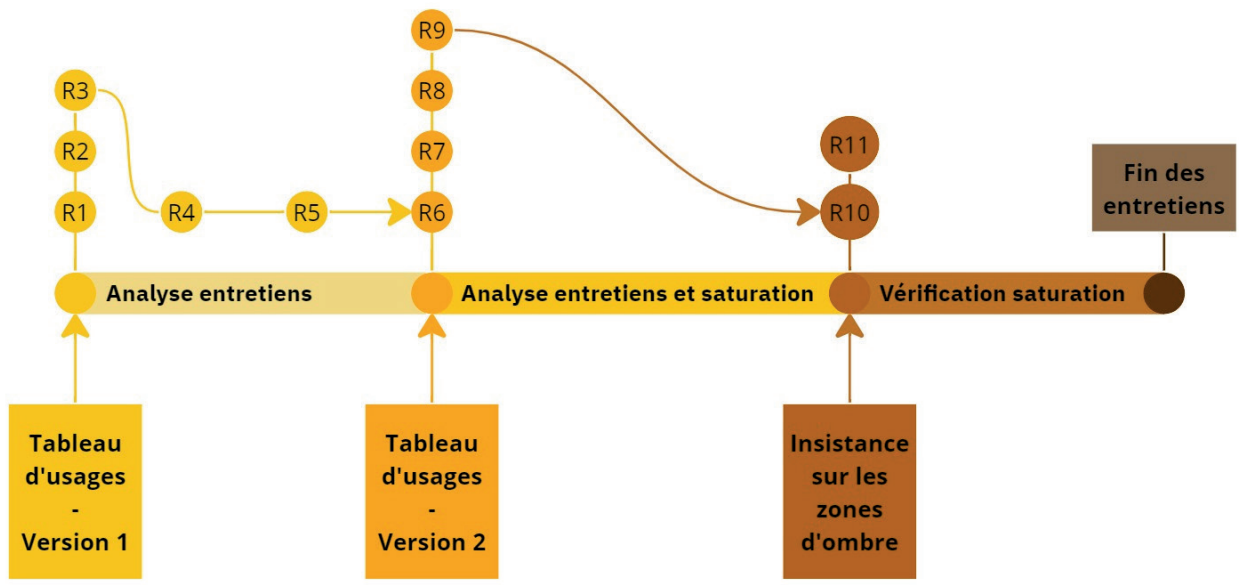 R9
R3
R8
R2
R7
R11
R1
R4
R5
R6
R10
Fin des
entretiens
Analyse entretiens
Analyse entretiens et saturation
Vérification saturation
Tableau
d'usages
-
Version 1
Tableau
d'usages
-
Version 2
Insistance
sur les
zones
d'ombre